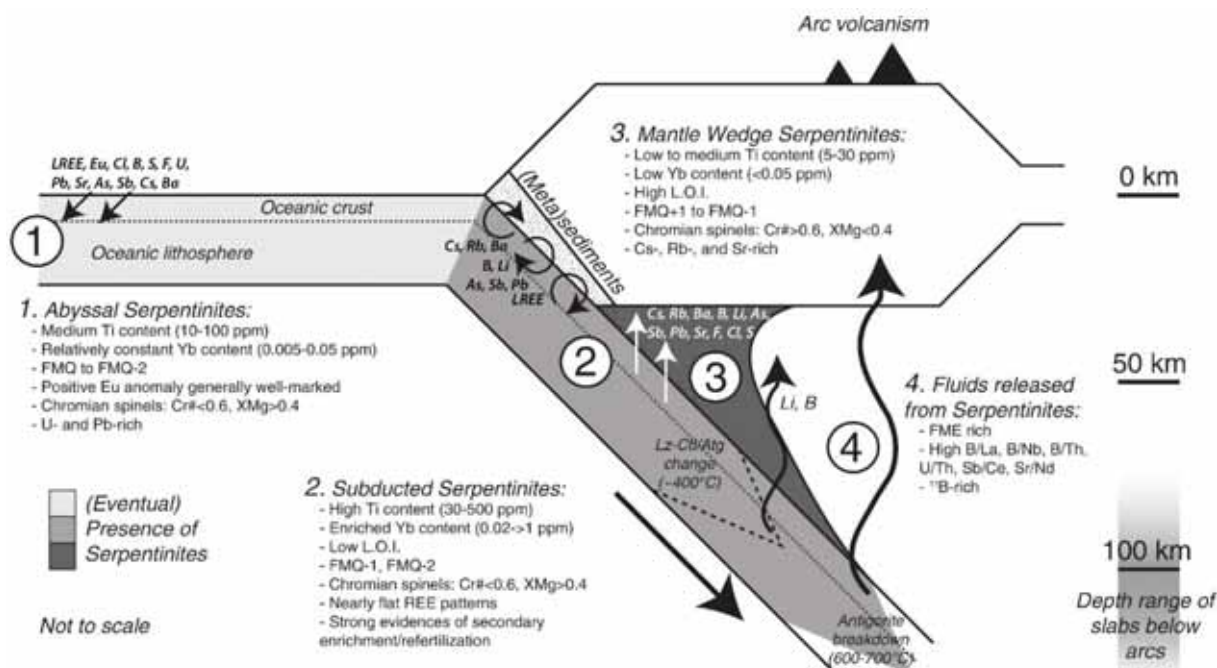 Arc volcanism
LREE, Eu, Cl, B, S, F, U,
Pb, Sr, As, Sb, Cs, Ba
Oceanic crust
1
Oceanic lithosphere
(Meta)sediments
Cs, Rb, Ba
B, Li
As, Sb, Pb
LREE
3. Mantle Wedge Serpentinites:
- Low to medium Ti content (5-30 ppm)
- Low Yb content (<0.05 ppm)
- High L.O.I.
- FMQ+1 to FMQ-1
- Chromian spinels: Cr#>0.6, XMg<0.4
- Cs-, Rb-, and Sr-rich
0 km
1. Abyssal Serpentinites:
- Medium Ti content (10-100 ppm)
- Relatively constant Yb content (0.005-0.05 ppm)
- FMQ to FMQ-2
- Positive Eu anomaly generally well-marked
- Chromian spinels: Cr#<0.6, XMg>0.4
- U- and Pb-rich
Cs, Rb, Ba, B, Li, As,
Sb, Pb, Sr, F, Cl, S
2
3
Li, B
4
50 km
4. Fluids released
from Serpentinites:
- FME rich
- High B/La, B/Nb, B/Th,
U/Th, Sb/Ce, Sr/Nd
- ¹¹B-rich
Lz-Ctl/Atg
change
(~400°C)
(Eventual)
Presence of
Serpentinites
Not to scale
2. Subducted Serpentinites:
- High Ti content (30-500 ppm)
- Enriched Yb content (0.02->1 ppm)
- Low L.O.I.
- FMQ-1, FMQ-2
- Chromian spinels: Cr#<0.6, XMg>0.4
- Nearly flat REE patterns
- Strong evidences of secondary
enrichment/refertilization
Antigorite
breakdown
(600-700°C)
100 km
Depth range of
slabs below
arcs